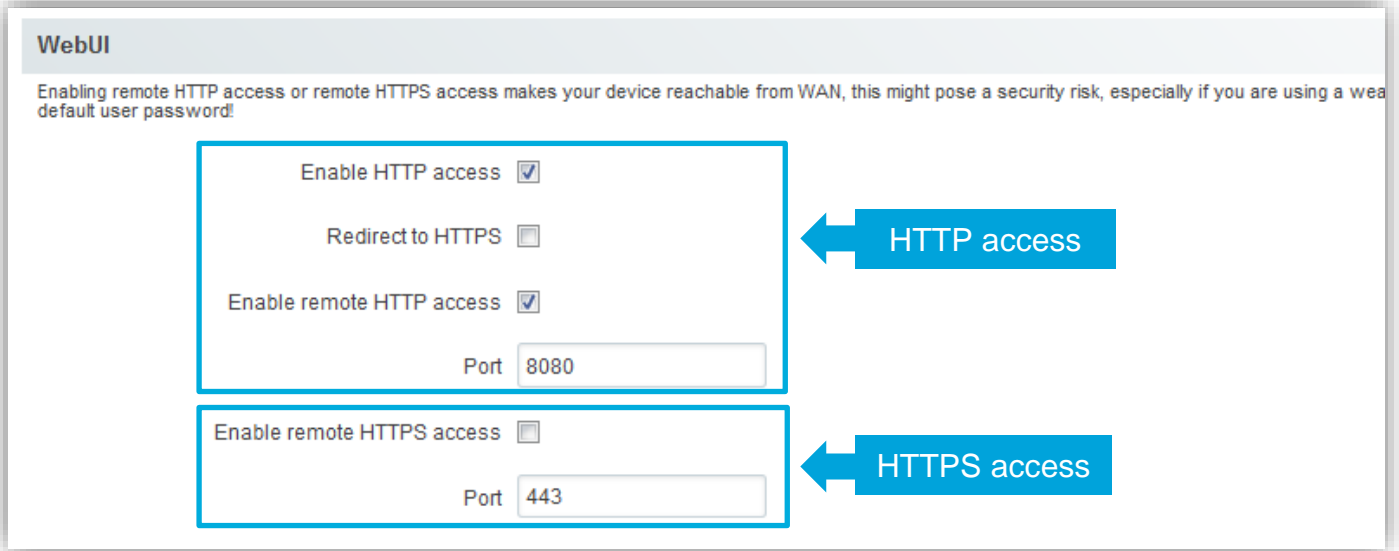 WebUI
Enabling remote HTTP access or remote HTTPS access makes your device reachable from WAN, this might pose a security risk, especially if you are using a
default user password!
Enable HTTP access
Redirect to HTTPS
HTTP access
Enable remote HTTP access
Port 8080
Enable remote HTTPS access
HTTPS access
Port 443